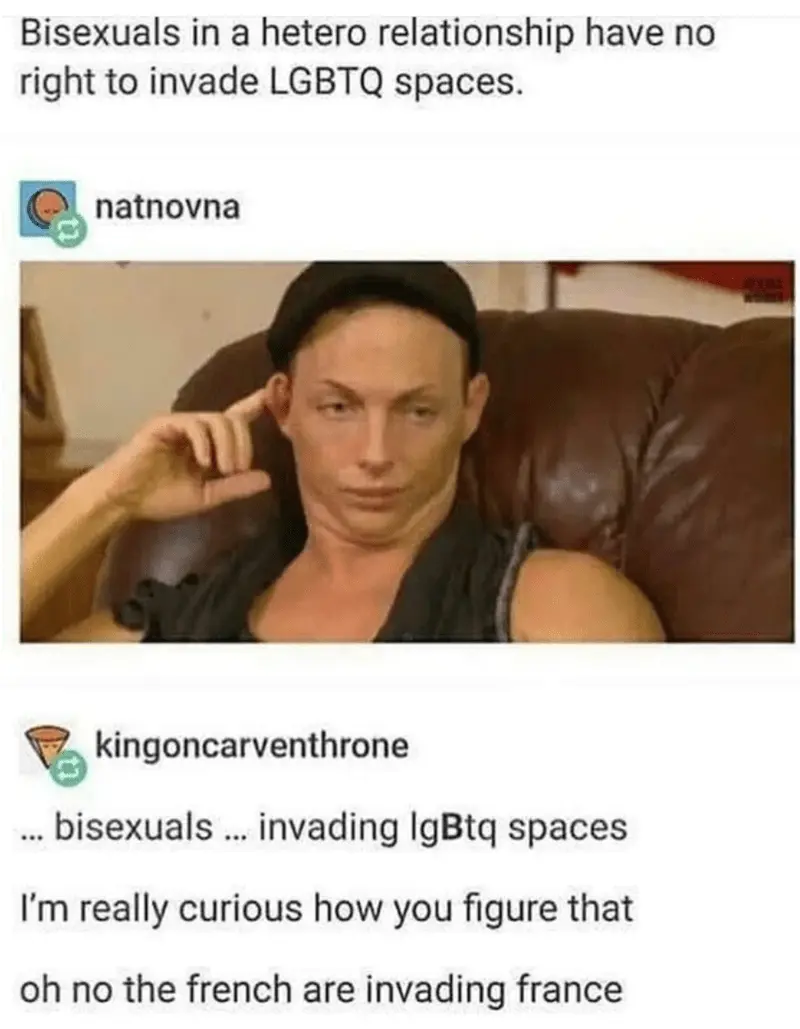 Bisexuals in a hetero relationship have no
right to invade LGBTQ spaces.
natnovna
kingoncarventhrone
... bisexuals ... invading lgBtq spaces
I'm really curious how you figure that
oh no the french are invading france